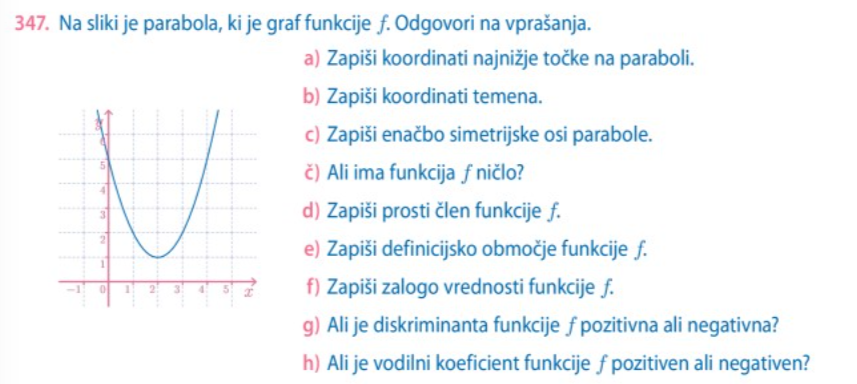 347. Na sliki je parabola, ki je graf funkcije f. Odgovori na vprašanja.
a) Zapiši koordinati najnižje točke na paraboli.
b) Zapiši koordinati temena.
c) Zapiši enačbo simetrijske osi parabole.
č) Ali ima funkcija f ničlo?
d) Zapiši prosti člen funkcije f.
e) Zapiši definicijsko območje funkcije f.
f) Zapiši zalogo vrednosti funkcije f.
g) Ali je diskriminanta funkcije f pozitivna ali negativna?
h) Ali je vodilni koeficient funkcije f pozitiven ali negativen?
y
6
5
4
3
2
1
−1 0 1 2 3 4 5 x